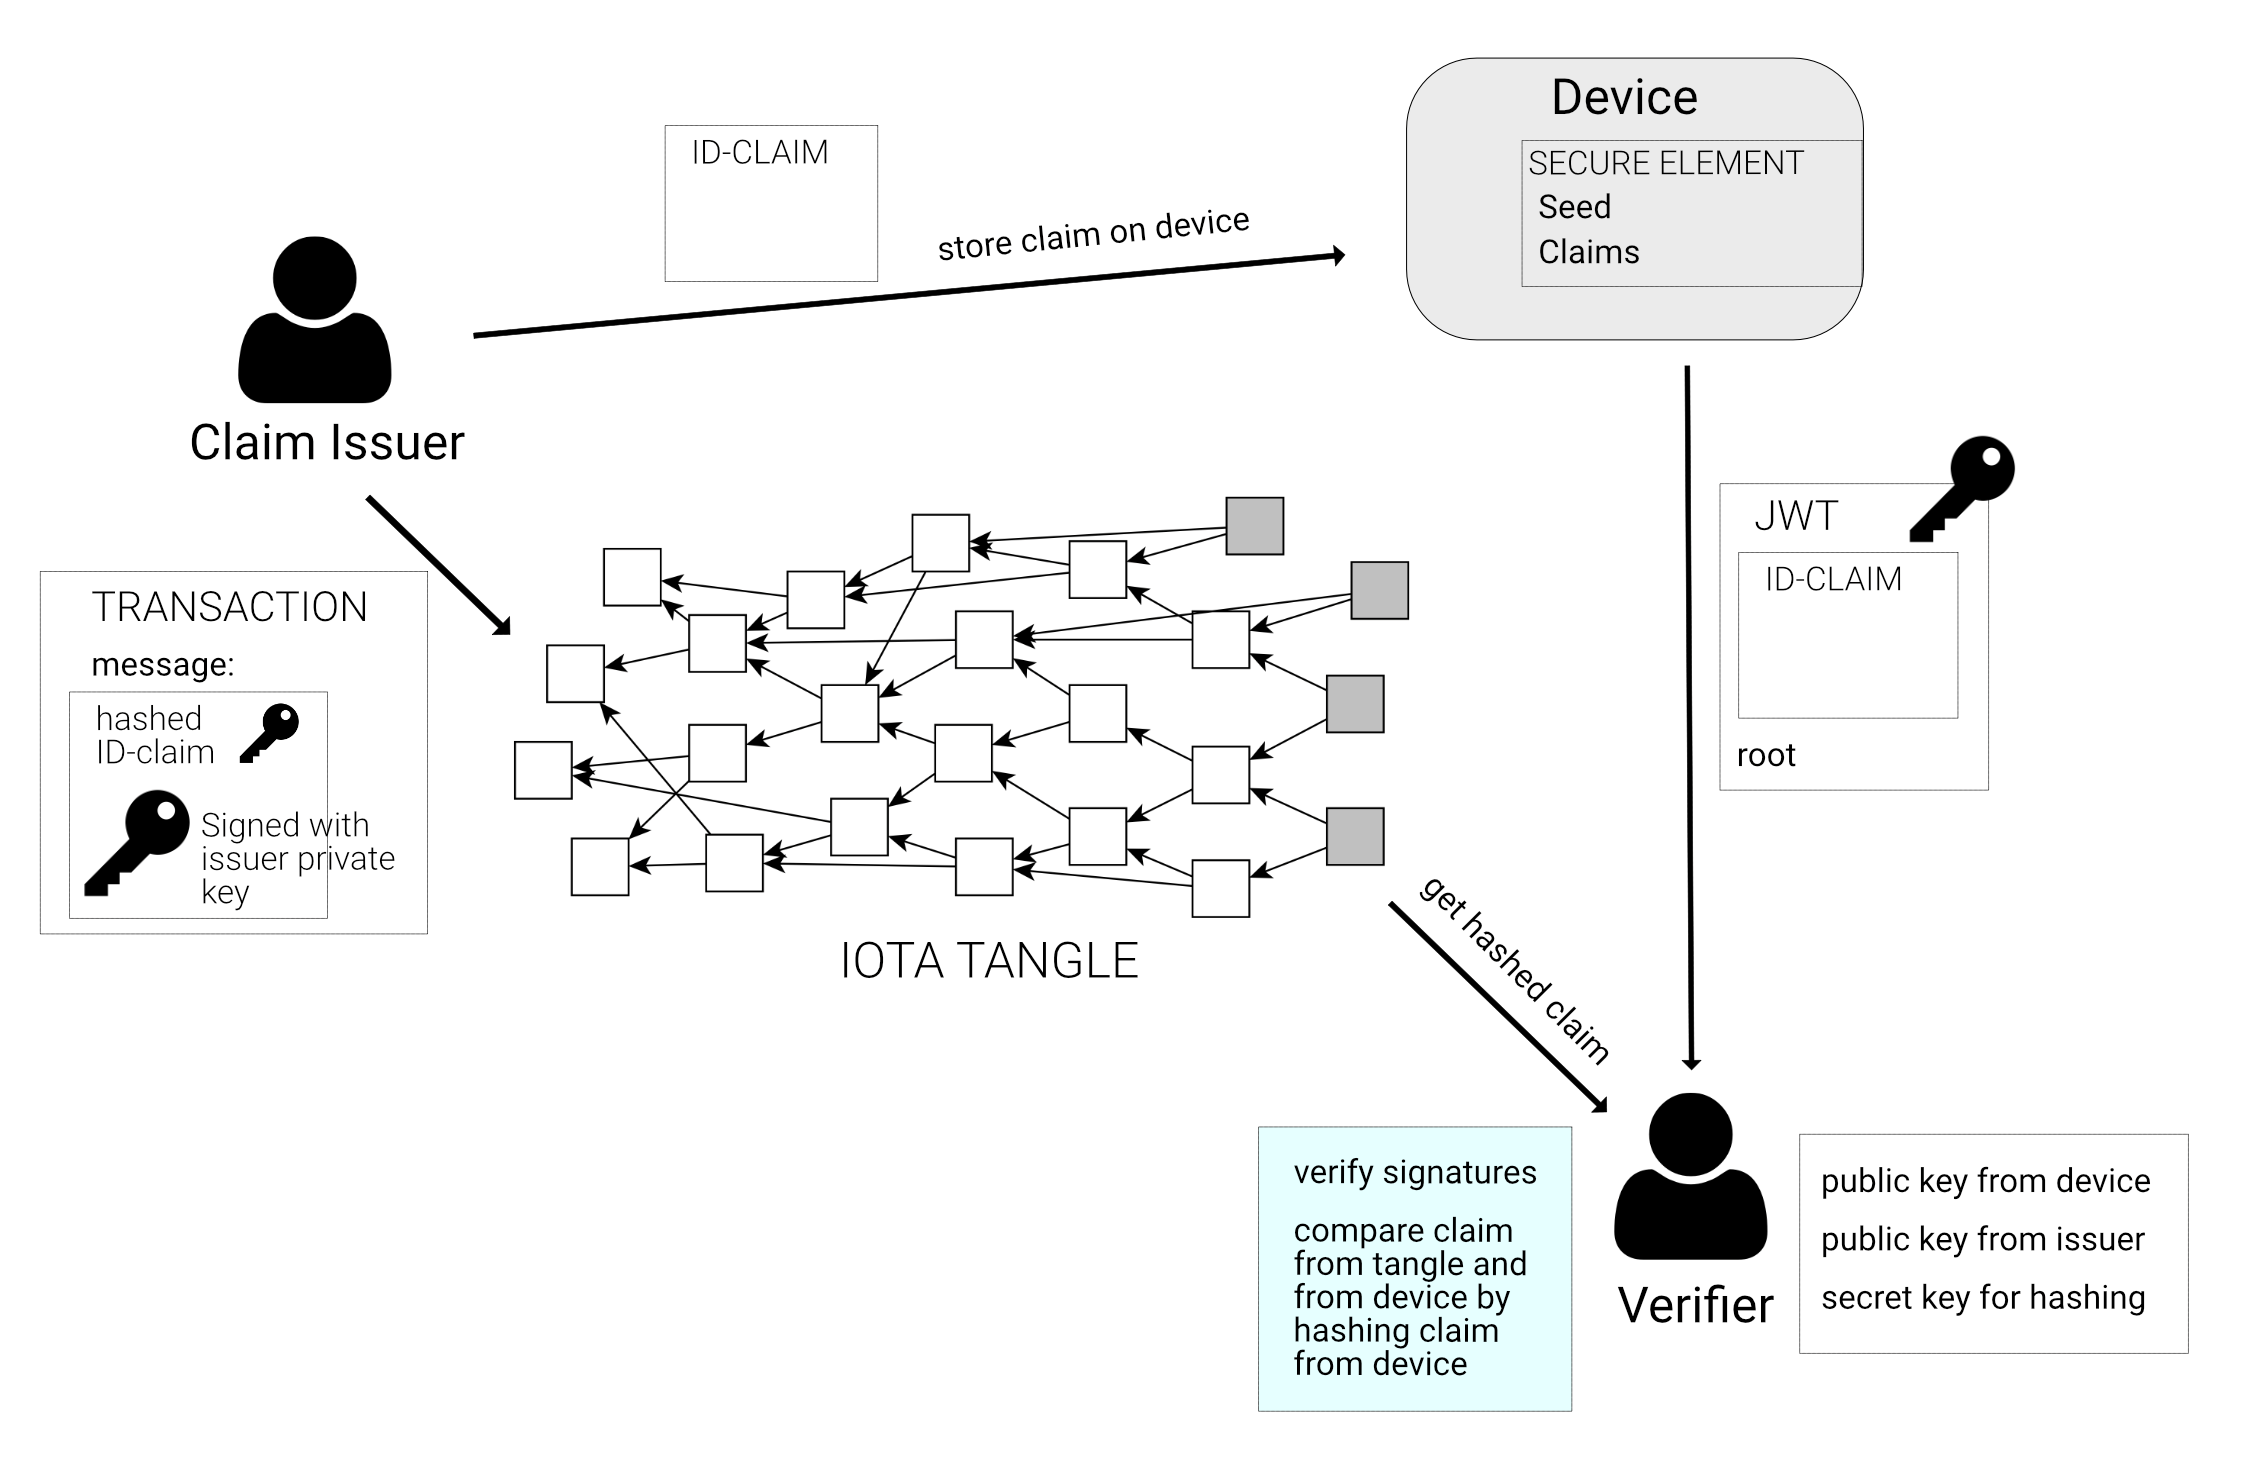 Device
SECURE ELEMENT
Seed
Claims
ID-CLAIM
store claim on device
Claim Issuer
TRANSACTION
message:
hashed
ID-claim
Signed with
issuer private
key
IOTA TANGLE
JWT
ID-CLAIM
root
get hashed claim
verify signatures
compare claim
from tangle and
from device by
hashing claim
from device
Verifier
public key from device
public key from issuer
secret key for hashing